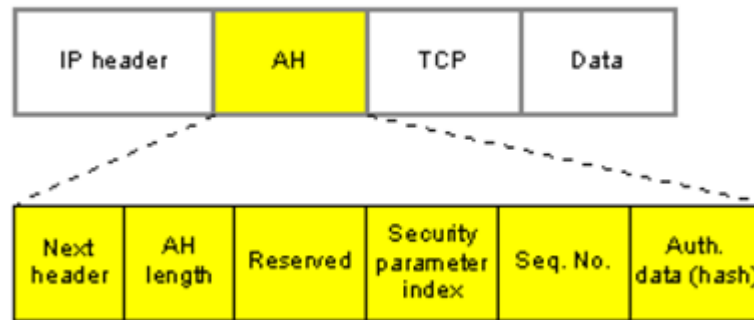 IP header
AH
TCP
Data
Next
header
AH
length
Reserved
Security
parameter
index
Seq. No.
Auth.
data (hash)